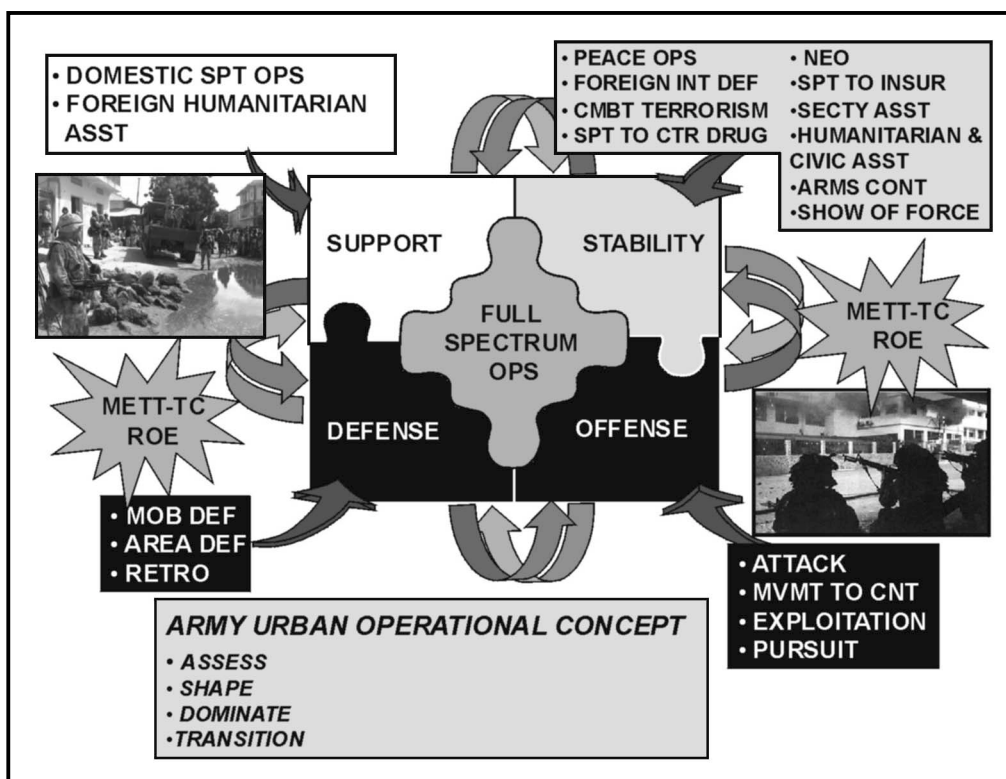 • DOMESTIC SPT OPS
• FOREIGN HUMANITARIAN
ASST
• PEACE OPS
• FOREIGN INT DEF
• CMBT TERRORISM
• SPT TO CTR DRUG
• NEO
• SPT TO INSUR
• SECTY ASST
• HUMANITARIAN &
CIVIC ASST
• ARMS CONT
• SHOW OF FORCE
SUPPORT
STABILITY
FULL
SPECTRUM
OPS
METT-TC
ROE
METT-TC
ROE
DEFENSE
OFFENSE
• MOB DEF
• AREA DEF
• RETRO
• ATTACK
• MVMT TO CNT
• EXPLOITATION
• PURSUIT
ARMY URBAN OPERATIONAL CONCEPT
• ASSESS
• SHAPE
• DOMINATE
•TRANSITION